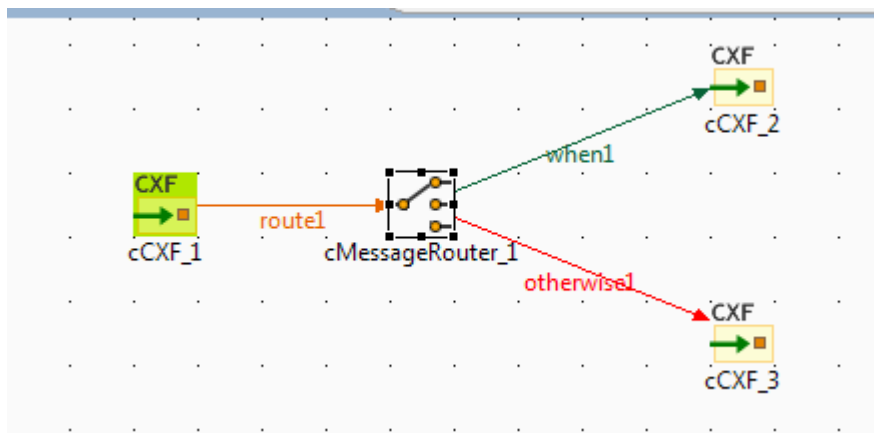 CXF
cCXF_2
when1
CXF
route1
cCXF_1
cMessageRouter_1
otherwise1
CXF
cCXF_3